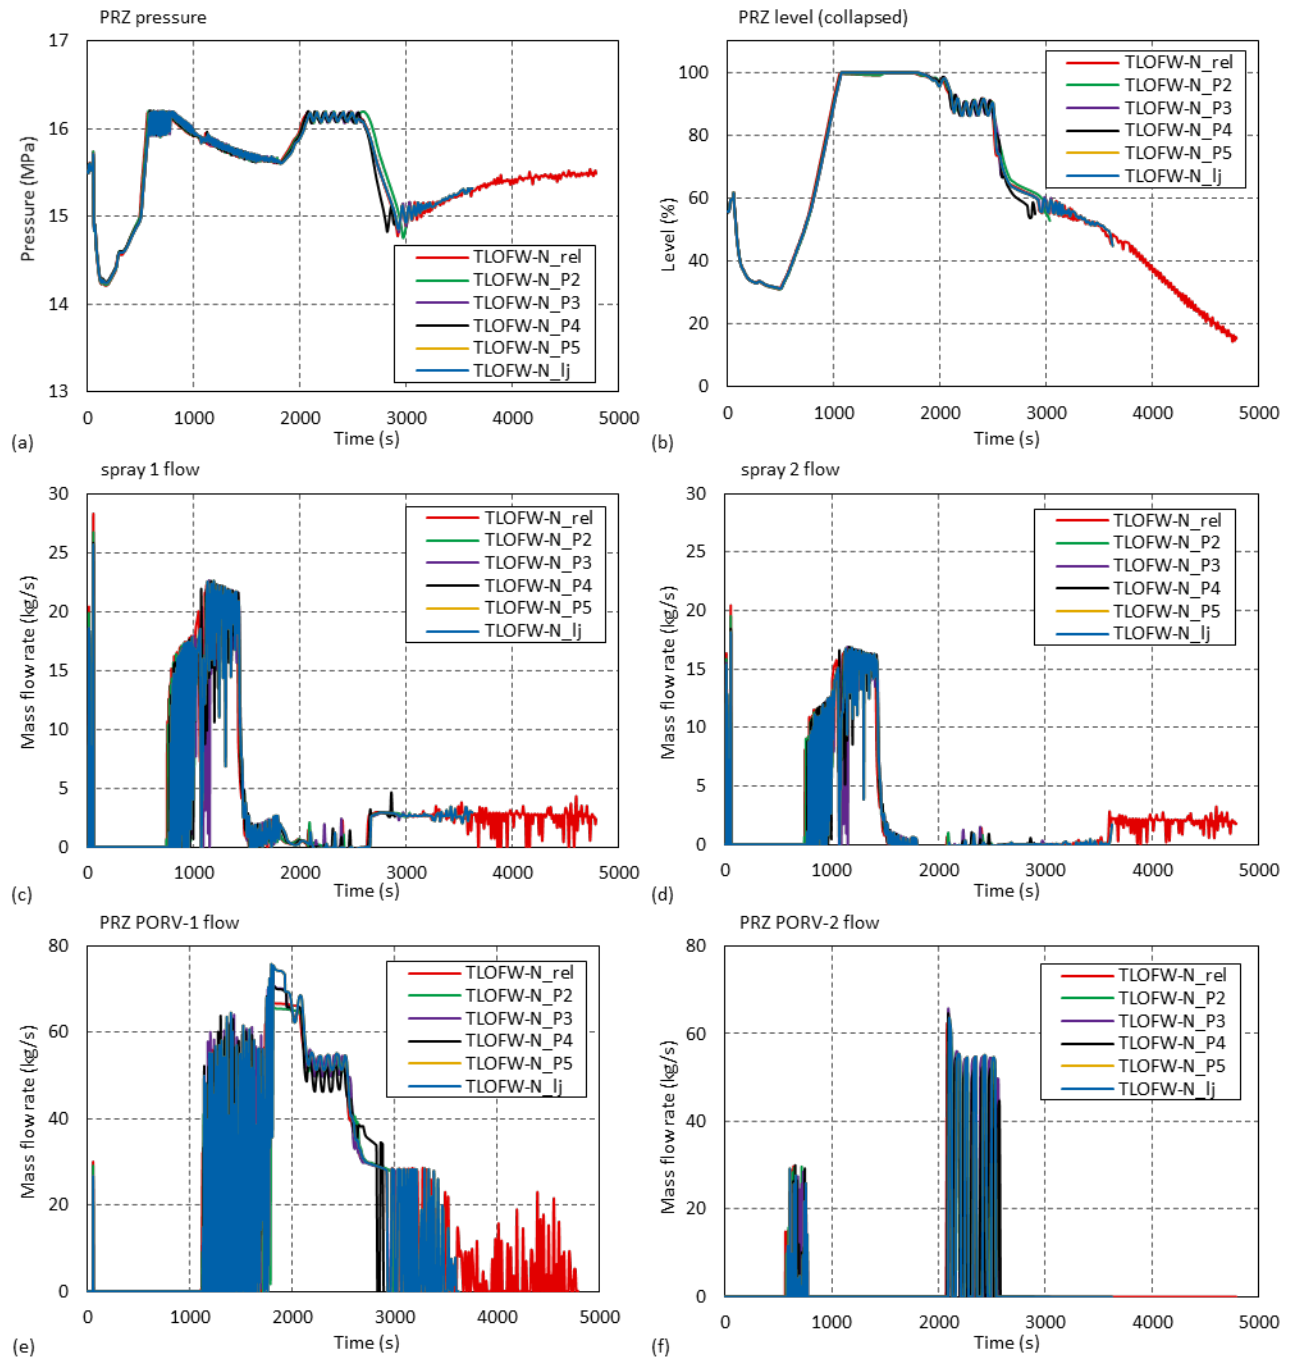 PRZ pressure
17
16
15
14
13
Pressure (MPa)
TLOFW-N_rel
TLOFW-N_P2
TLOFW-N_P3
TLOFW-N_P4
TLOFW-N_P5
TLOFW-N_lj
0 1000 2000 3000 4000 5000
Time (s)
(a)
PRZ level (collapsed)
100
80
60
40
20
0
Level (%)
TLOFW-N_rel
TLOFW-N_P2
TLOFW-N_P3
TLOFW-N_P4
TLOFW-N_P5
TLOFW-N_lj
0 1000 2000 3000 4000 5000
Time (s)
(b)
spray 1 flow
30
25
20
15
10
5
0
Mass flow rate (kg/s)
TLOFW-N_rel
TLOFW-N_P2
TLOFW-N_P3
TLOFW-N_P4
TLOFW-N_P5
TLOFW-N_lj
0 1000 2000 3000 4000 5000
Time (s)
(c)
spray 2 flow
30
25
20
15
10
5
0
Mass flow rate (kg/s)
TLOFW-N_rel
TLOFW-N_P2
TLOFW-N_P3
TLOFW-N_P4
TLOFW-N_P5
TLOFW-N_lj
0 1000 2000 3000 4000 5000
Time (s)
(d)
PRZ PORV-1 flow
80
60
40
20
0
Mass flow rate (kg/s)
TLOFW-N_rel
TLOFW-N_P2
TLOFW-N_P3
TLOFW-N_P4
TLOFW-N_P5
TLOFW-N_lj
0 1000 2000 3000 4000 5000
Time (s)
(e)
PRZ PORV-2 flow
80
60
40
20
0
Mass flow rate (kg/s)
TLOFW-N_rel
TLOFW-N_P2
TLOFW-N_P3
TLOFW-N_P4
TLOFW-N_P5
TLOFW-N_lj
0 1000 2000 3000 4000 5000
Time (s)
(f)